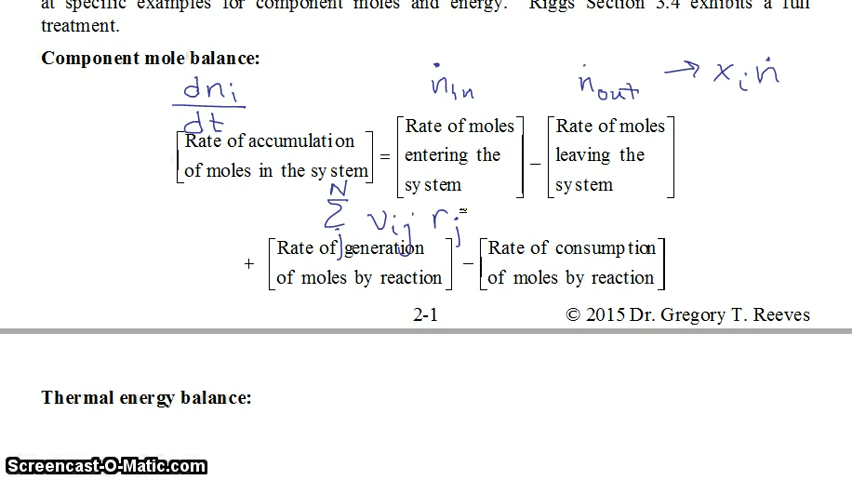 at specific examples for component moles and energy. Riggs Section 3.4 exhibits a full
treatment.
Component mole balance:
dni
dt
ṅin
ṅout → xi ṅ
[Rate of accumulation of moles in the system] = [Rate of moles entering the system] − [Rate of moles leaving the system]
N
Σ νij rj
j
+ [Rate of generation of moles by reaction] − [Rate of consumption of moles by reaction]
2-1 © 2015 Dr. Gregory T. Reeves
Thermal energy balance:
Screencast-O-Matic.com